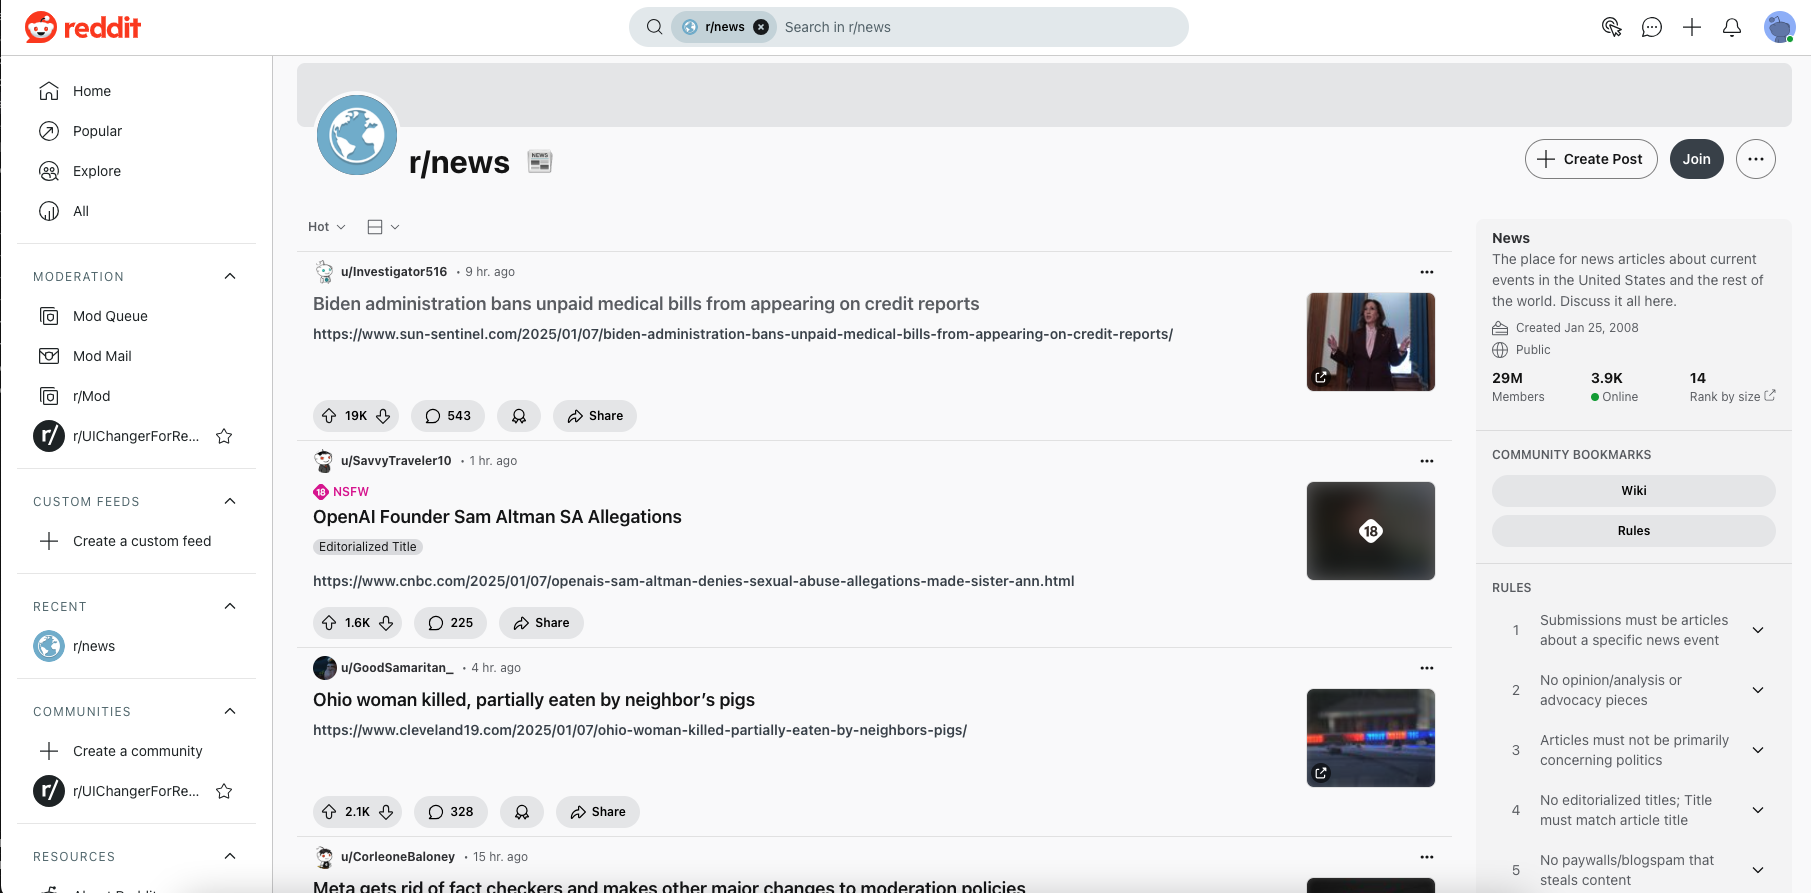 reddit
r/news
Search in r/news
Home
Popular
Explore
All
MODERATION
Mod Queue
Mod Mail
r/Mod
r/
r/UIChangerForRe...
CUSTOM FEEDS
Create a custom feed
RECENT
r/news
COMMUNITIES
Create a community
r/
r/UIChangerForRe...
RESOURCES
r/news
NEWS
Create Post
Join
Hot
u/Investigator516 • 9 hr. ago
Biden administration bans unpaid medical bills from appearing on credit reports
https://www.sun-sentinel.com/2025/01/07/biden-administration-bans-unpaid-medical-bills-from-appearing-on-credit-reports/
19K
543
Share
u/SavvyTraveler10 • 1 hr. ago
18 NSFW
OpenAI Founder Sam Altman SA Allegations
Editorialized Title
https://www.cnbc.com/2025/01/07/openais-sam-altman-denies-sexual-abuse-allegations-made-sister-ann.html
18
1.6K
225
Share
u/GoodSamaritan_ • 4 hr. ago
Ohio woman killed, partially eaten by neighbor's pigs
https://www.cleveland19.com/2025/01/07/ohio-woman-killed-partially-eaten-by-neighbors-pigs/
2.1K
328
Share
u/CorleoneBaloney • 15 hr. ago
Meta gets rid of fact checkers and makes other major changes to moderation policies
News
The place for news articles about current
events in the United States and the rest of
the world. Discuss it all here.
Created Jan 25, 2008
Public
29M 3.9K 14
Members Online Rank by size
COMMUNITY BOOKMARKS
Wiki
Rules
RULES
1 Submissions must be articles
about a specific news event
2 No opinion/analysis or
advocacy pieces
3 Articles must not be primarily
concerning politics
4 No editorialized titles; Title
must match article title
5 No paywalls/blogspam that
steals content